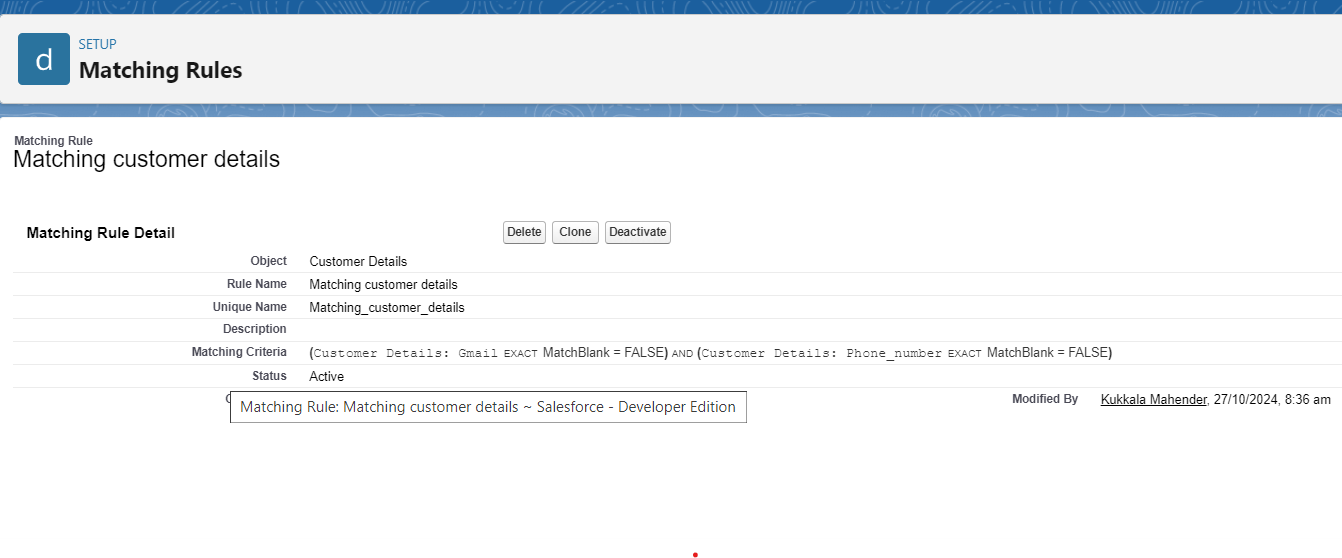 d
SETUP
Matching Rules
Matching Rule
Matching customer details
Matching Rule Detail
Delete Clone Deactivate
Object Customer Details
Rule Name Matching customer details
Unique Name Matching_customer_details
Description
Matching Criteria (Customer Details: Gmail EXACT MatchBlank = FALSE) AND (Customer Details: Phone_number EXACT MatchBlank = FALSE)
Status Active
Matching Rule: Matching customer details ~ Salesforce - Developer Edition
Modified By Kukkala Mahender, 27/10/2024, 8:36 am